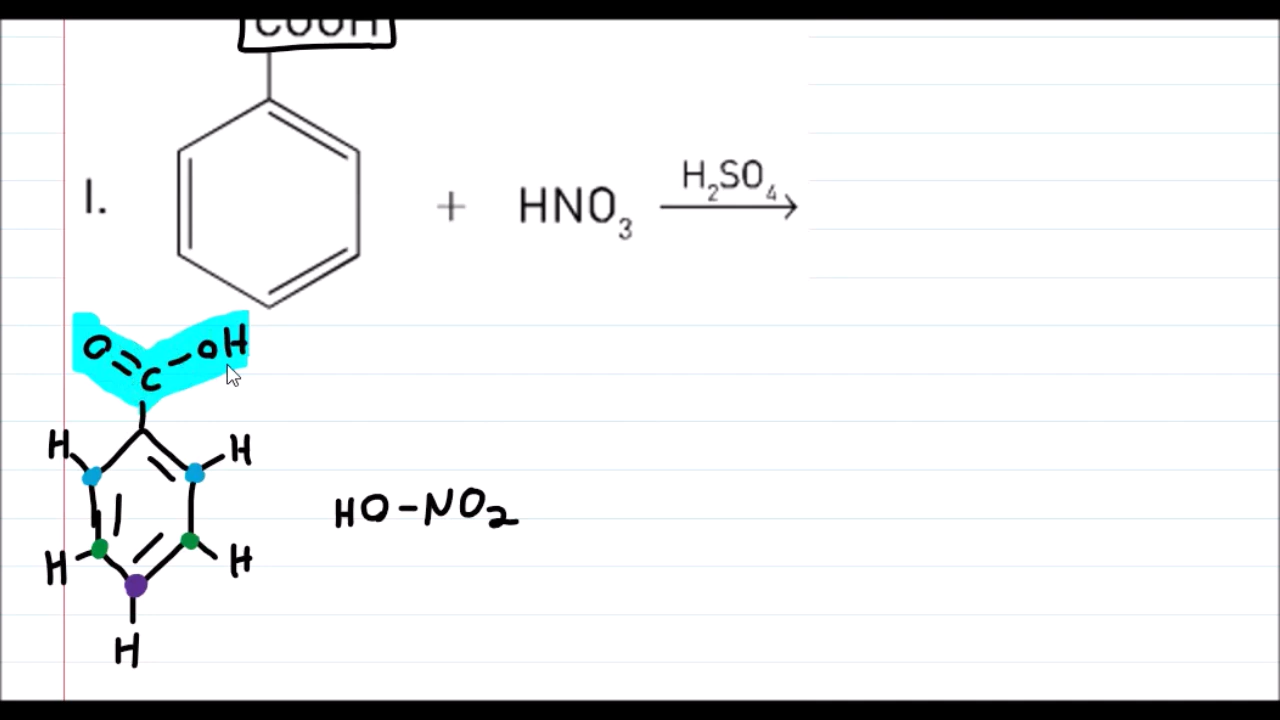 COOH
I. + HNO₃ H₂SO₄
O C OH
H H
HO-NO₂
H H
H